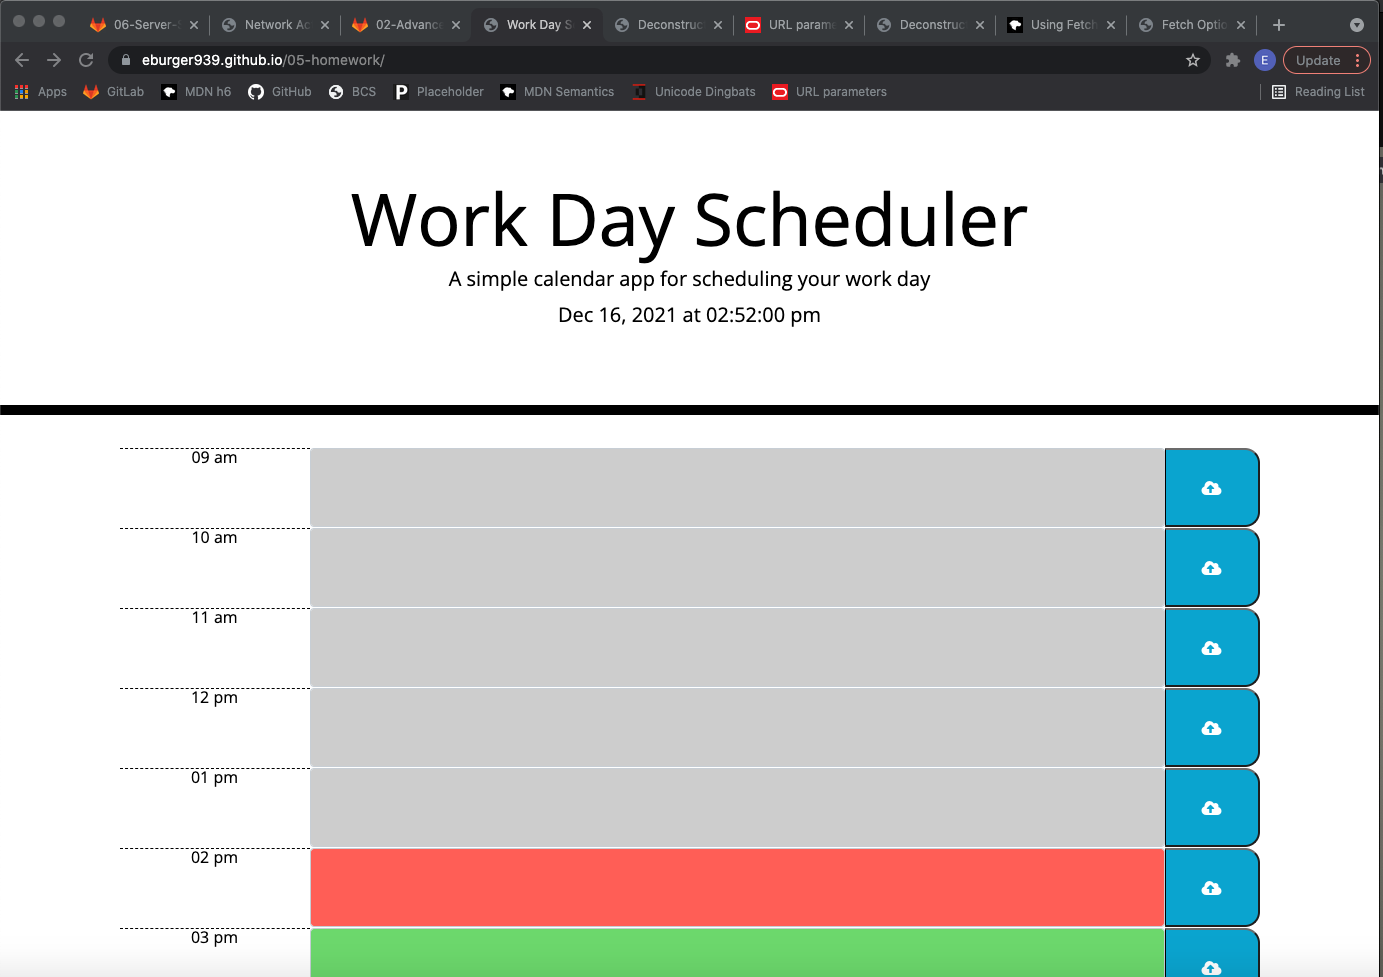 06-Server- Network Ac 02-Advance Work Day S Deconstruc URL parame Deconstruc Using Fetch Fetch Optio
eburger939.github.io/05-homework/ E Update
Apps GitLab MDN h6 GitHub BCS Placeholder MDN Semantics Unicode Dingbats URL parameters Reading List
Work Day Scheduler
A simple calendar app for scheduling your work day
Dec 16, 2021 at 02:52:00 pm
09 am
10 am
11 am
12 pm
01 pm
02 pm
03 pm